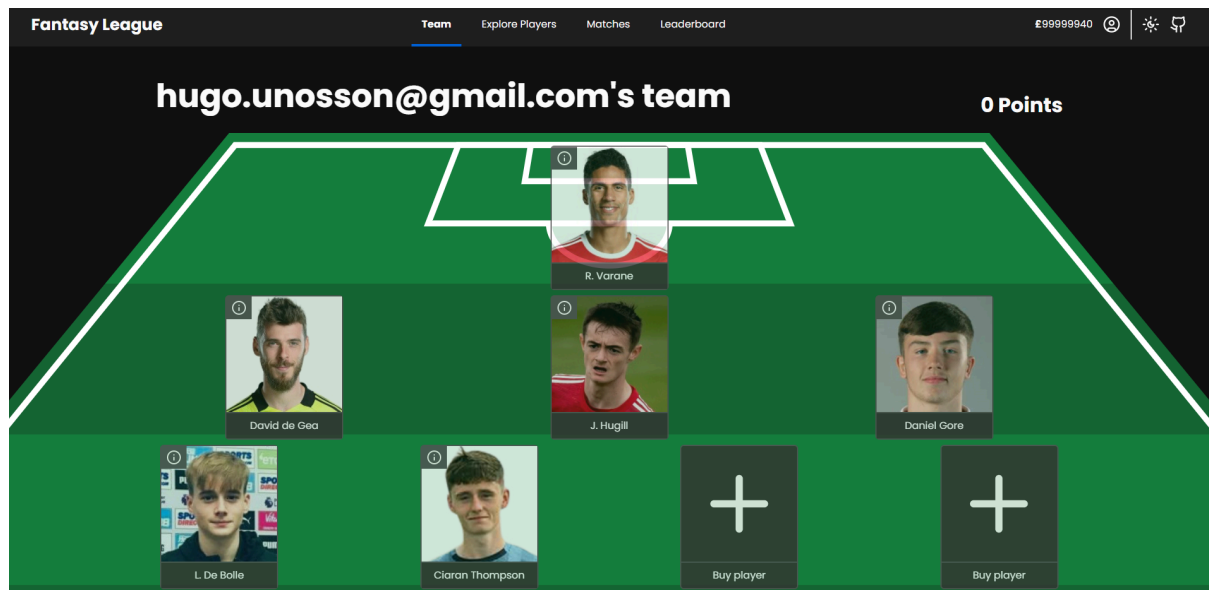 Fantasy League
Team Explore Players Matches Leaderboard
£99999940
hugo.unosson@gmail.com's team
0 Points
R. Varane
David de Gea
J. Hugill
Daniel Gore
L. De Bolle
Ciaran Thompson
Buy player
Buy player